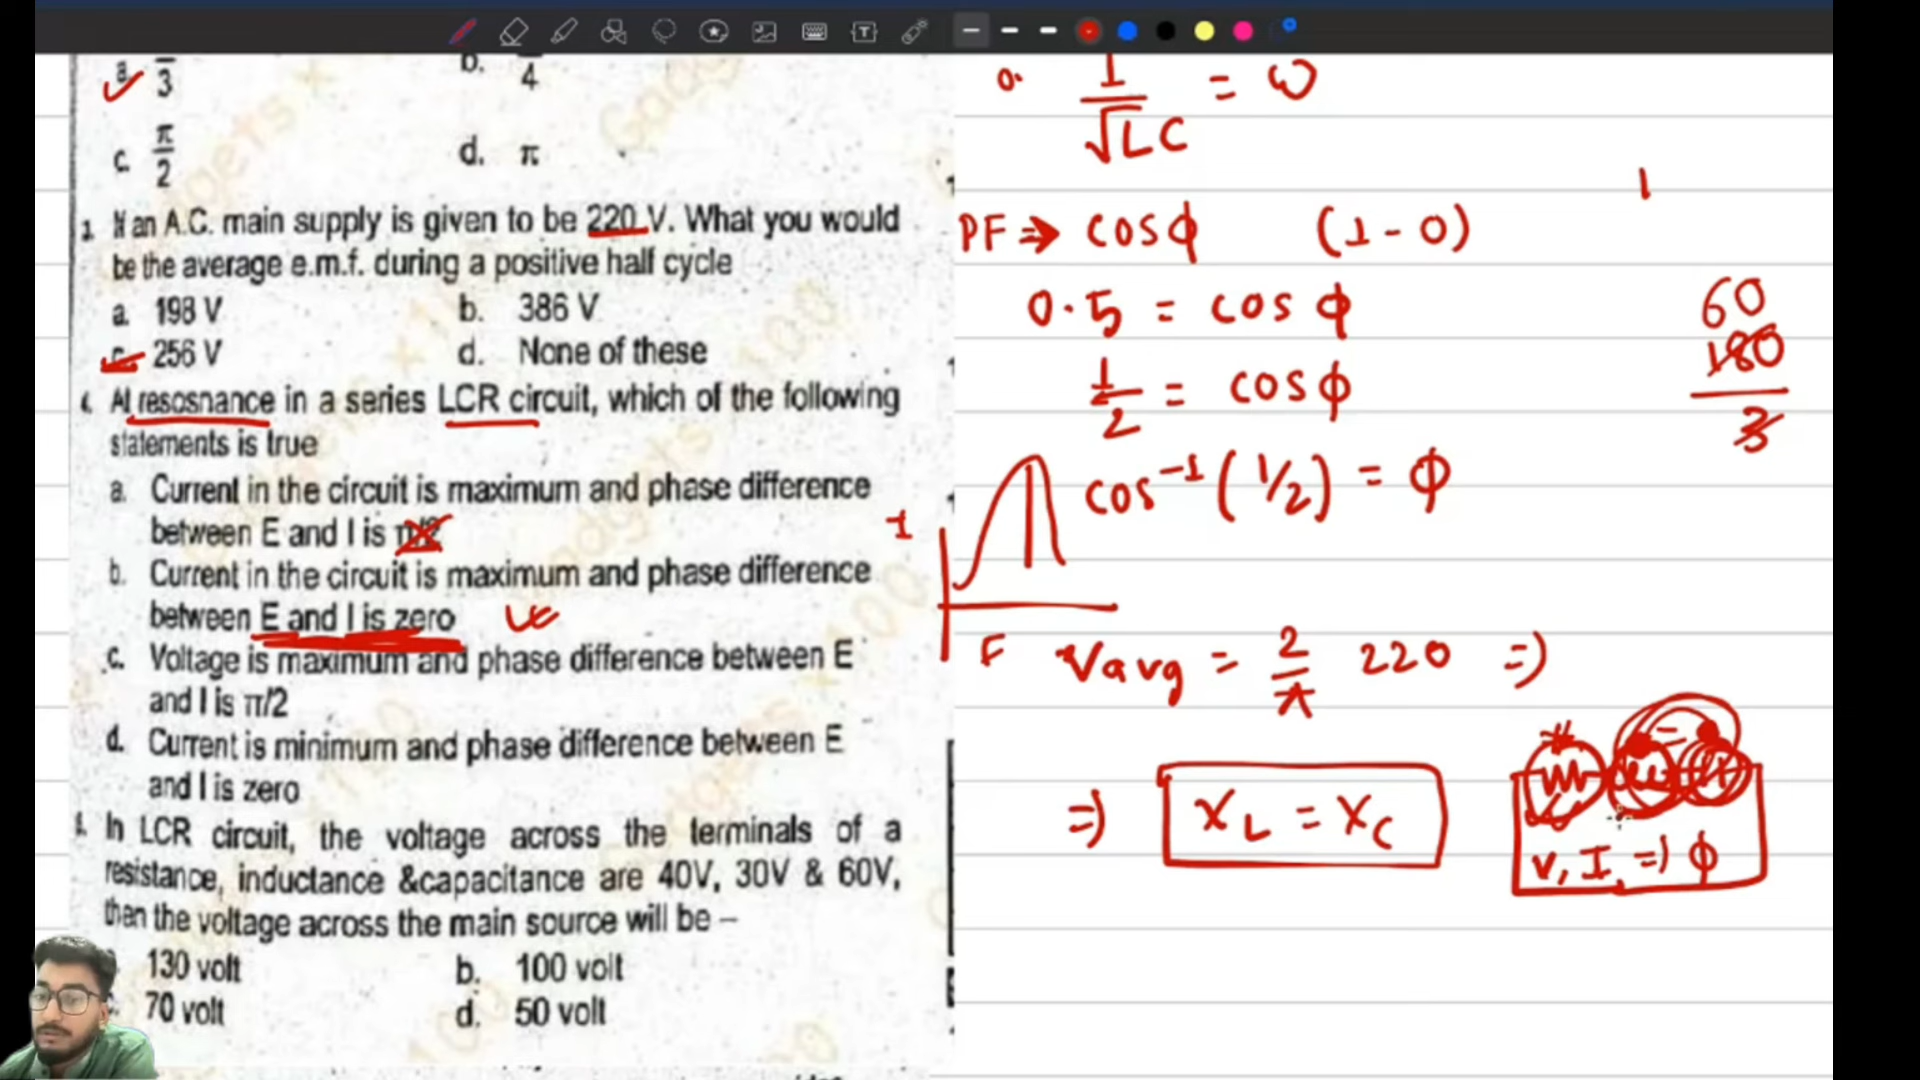 a. 3 b. 4
c. π/2 d. π
3. If an A.C. main supply is given to be 220 V. What you would
be the average e.m.f. during a positive half cycle
a. 198 V b. 386 V
c. 256 V d. None of these
4. At resosnance in a series LCR circuit, which of the following
statements is true
a. Current in the circuit is maximum and phase difference
between E and I is π/2
b. Current in the circuit is maximum and phase difference
between E and I is zero
c. Voltage is maximum and phase difference between E
and I is π/2
d. Current is minimum and phase difference between E
and I is zero
In LCR circuit, the voltage across the terminals of a
resistance, inductance &capacitance are 40V, 30V & 60V,
then the voltage across the main source will be –
130 volt b. 100 volt
70 volt d. 50 volt
1/√LC = ω
1
PF ⇒ cosϕ (1-0)
0.5 = cosϕ
1/2 = cosϕ
cos⁻¹(1/2) = ϕ
60
180
3
I
F
Vavg = 2/π 220 =)
=) XL = XC
V, I =) ϕ